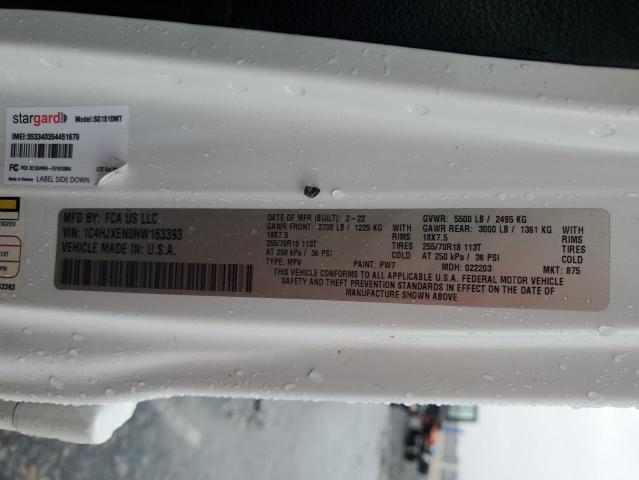 stargard Model: SG1510MT
IMEI:353340354451679
LABEL SIDE DOWN
EXCEED
113T
PSI
63393
MFD BY: FCA US LLC
VIN: 1C4HJXEN0NW163393
VEHICLE MADE IN U.S.A.
DATE OF MFR (BUILT): 2-22 GVWR: 5500 LB / 2495 KG
GAWR FRONT: 2700 LB / 1225 KG GAWR REAR: 3000 LB / 1361 KG
18X7.5 18X7.5
255/70R18 113T TIRES 255/70R18 113T TIRES
AT 250 kPa / 36 PSI COLD AT 250 kPa / 36 PSI COLD
TYPE: MPV PAINT: PW7 MDH: 022203 MKT: 875
THIS VEHICLE CONFORMS TO ALL APPLICABLE U.S.A. FEDERAL MOTOR VEHICLE
SAFETY AND THEFT PREVENTION STANDARDS IN EFFECT ON THE DATE OF
MANUFACTURE SHOWN ABOVE.